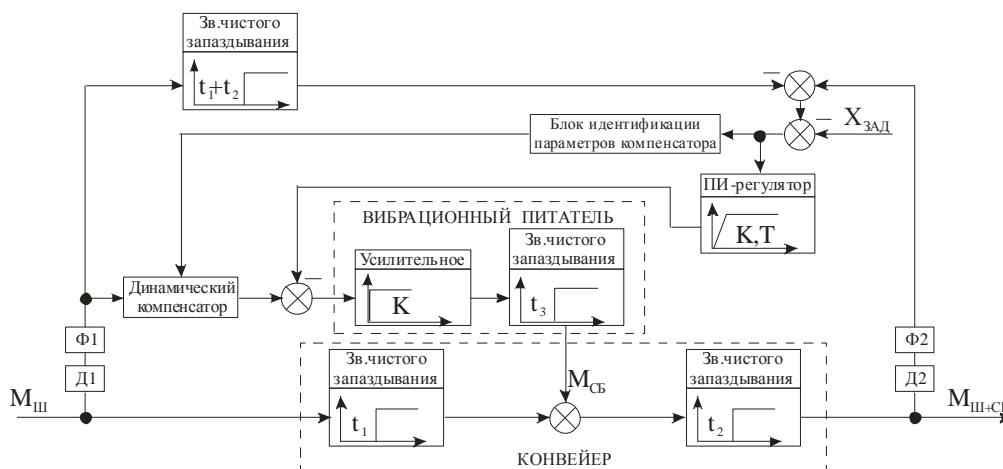 Зв.чистого
запаздывания
t1+t2
–
–
XЗАД
Блок идентификации
параметров компенсатора
ПИ-регулятор
K,T
ВИБРАЦИОННЫЙ ПИТАТЕЛЬ
Зв.чистого
запаздывания
t3
Усилительное
K
–
Динамический
компенсатор
Ф1
Ф2
Д1
Д2
Зв.чистого
запаздывания
t1
MСБ
Зв.чистого
запаздывания
t2
MШ
MШ+СБ
КОНВЕЙЕР